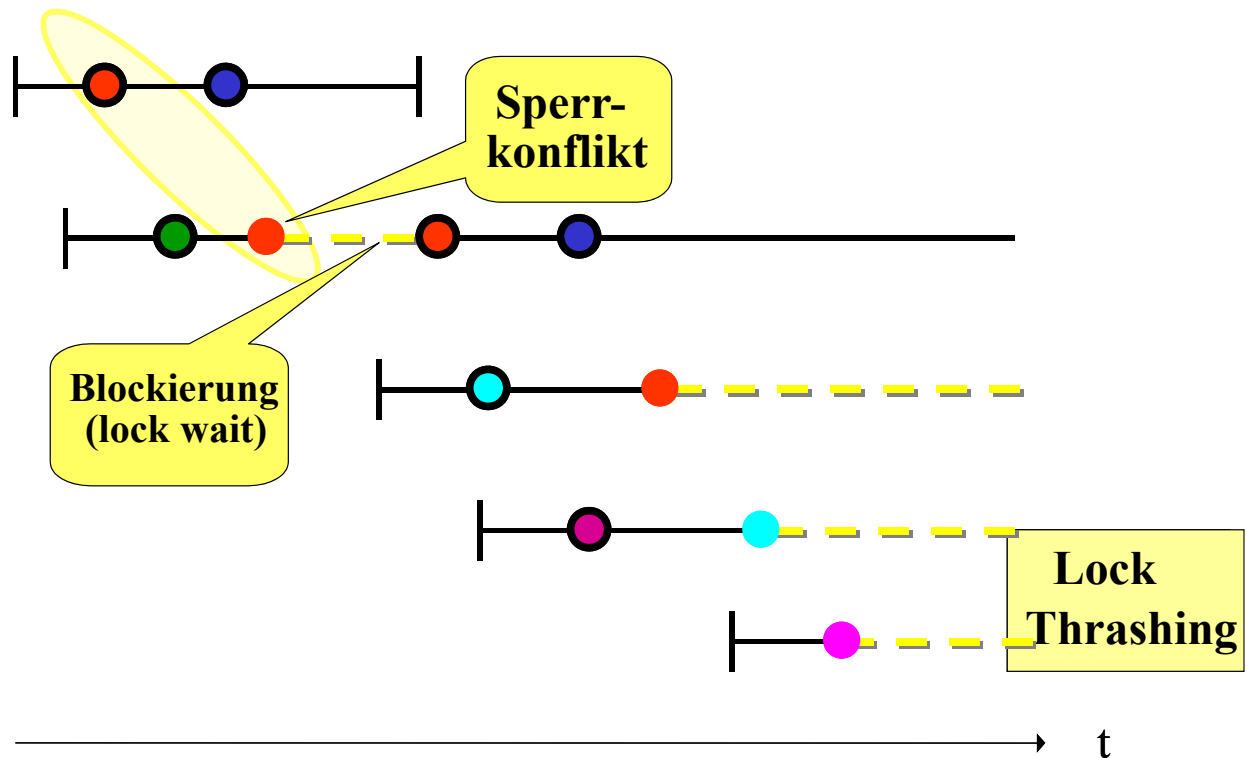 Sperr-
konflikt
Blockierung
(lock wait)
Lock
Thrashing
t